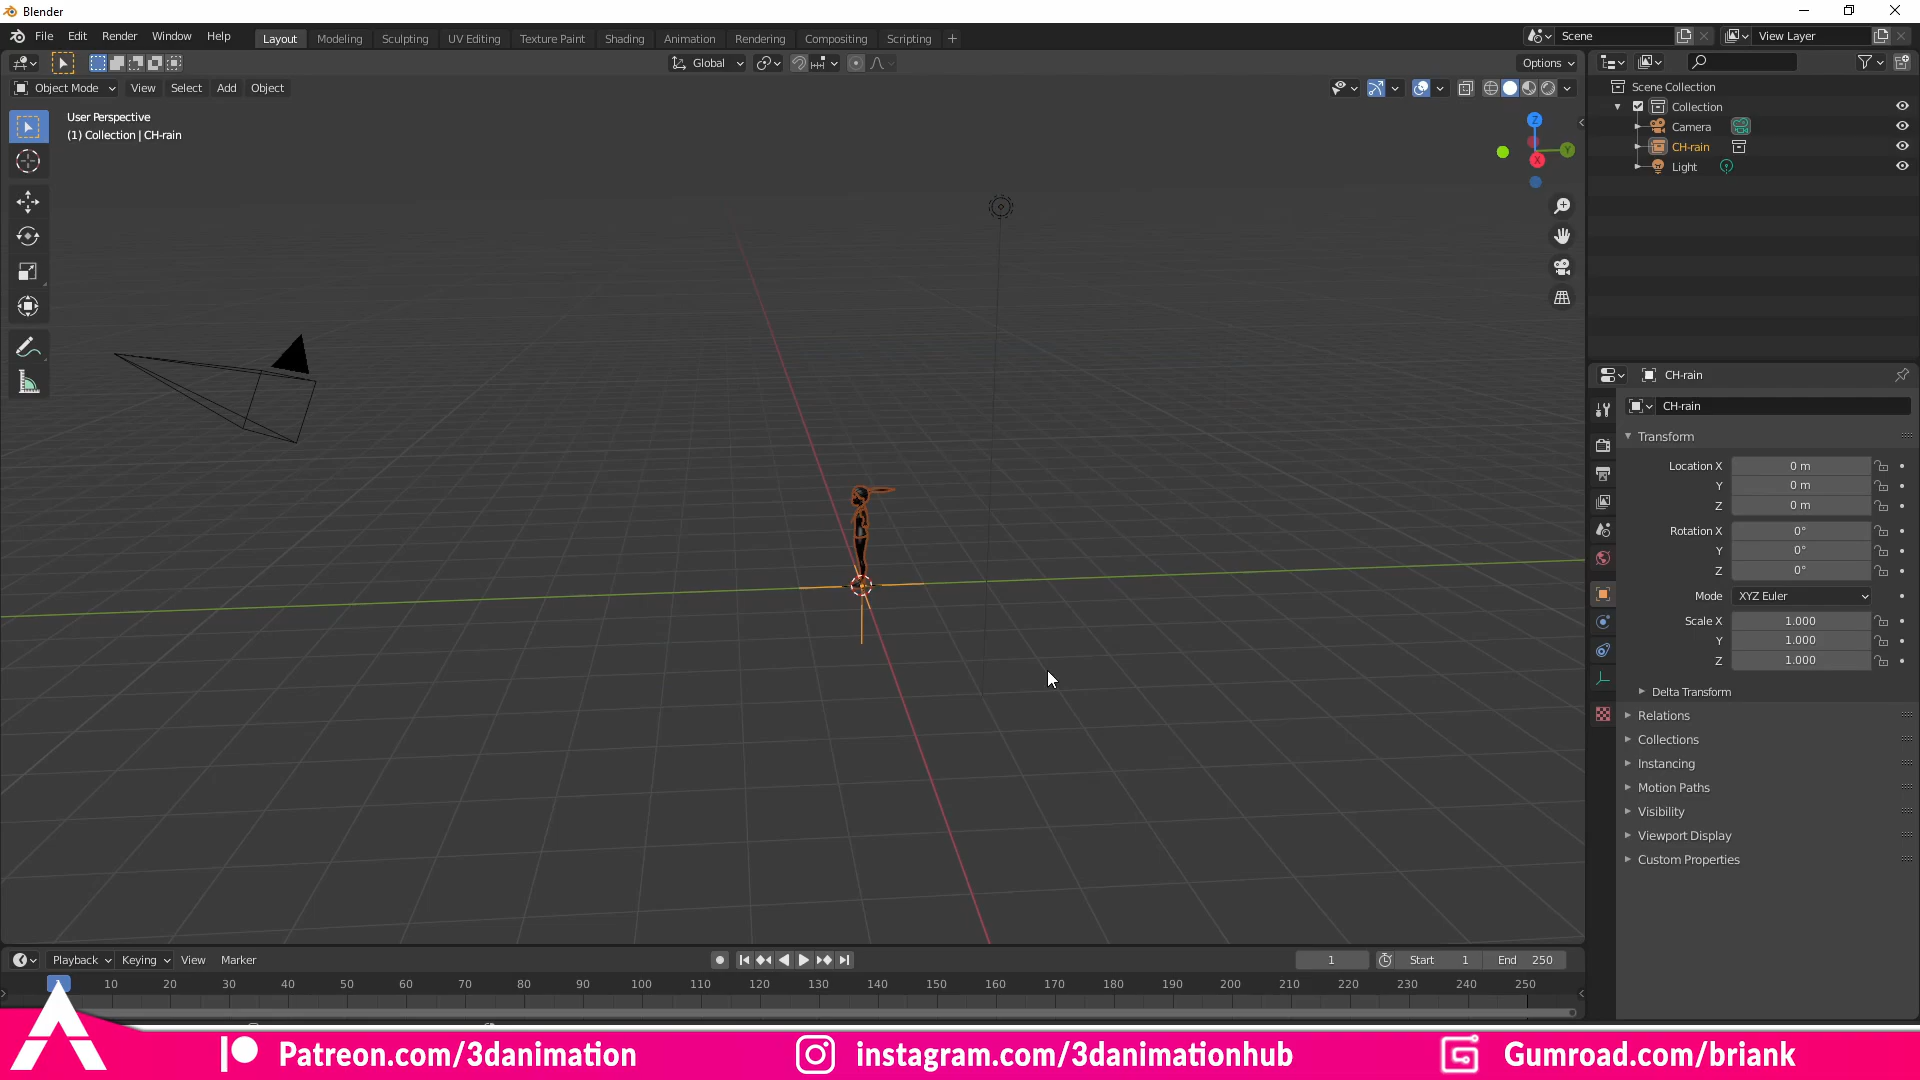 Blender
File Edit Render Window Help
Layout Modeling Sculpting UV Editing Texture Paint Shading Animation Rendering Compositing Scripting +
Scene
View Layer
Global
Options
Object Mode View Select Add Object
User Perspective
(1) Collection | CH-rain
Z
Y
X
Scene Collection
Collection
Camera
CH-rain
Light
CH-rain
CH-rain
Transform
Location X 0 m
Y 0 m
Z 0 m
Rotation X 0°
Y 0°
Z 0°
Mode XYZ Euler
Scale X 1.000
Y 1.000
Z 1.000
Delta Transform
Relations
Collections
Instancing
Motion Paths
Visibility
Viewport Display
Custom Properties
Playback Keying View Marker
1
Start 1
End 250
10 20 30 40 50 60 70 80 90 100 110 120 130 140 150 160 170 180 190 200 210 220 230 240 250
Patreon.com/3danimation
instagram.com/3danimationhub
Gumroad.com/briank